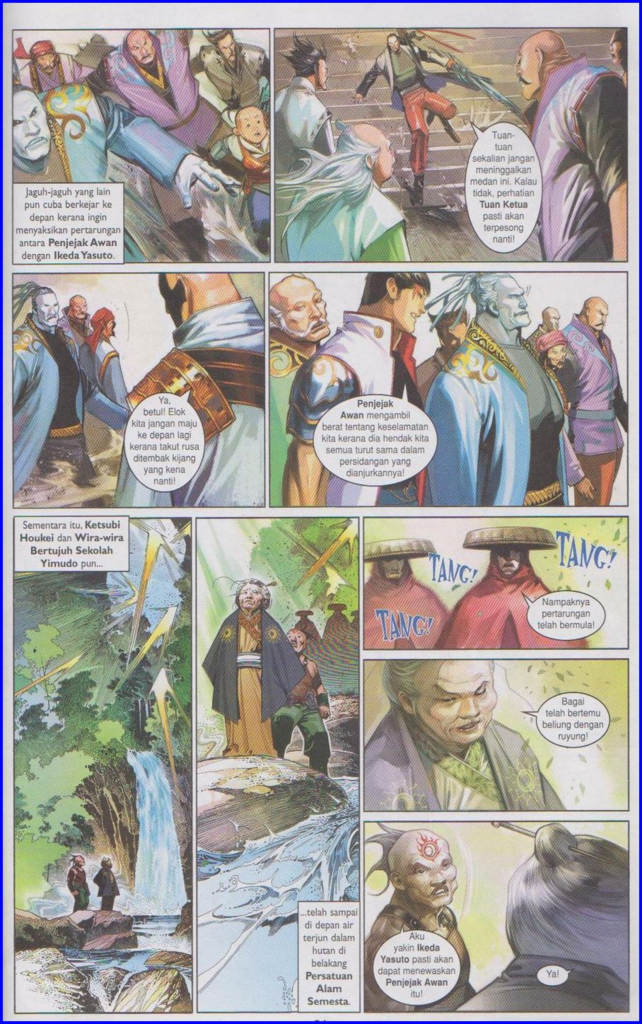 Jaguh-jaguh yang lain
pun cuba berkejar ke
depan kerana ingin
menyaksikan pertarungan
antara Penjejak Awan
dengan Ikeda Yasuto.
Tuan-
tuan
sekalian jangan
meninggalkan
medan ini. Kalau
tidak, perhatian
Tuan Ketua
pasti akan
terpesong
nanti!
Ya,
betul! Elok
kita jangan maju
ke depan lagi
kerana takut rusa
ditembak kijang
yang kena
nanti!
Penjejak
Awan mengambil
berat tentang keselamatan
kita kerana dia hendak kita
semua turut sama dalam
persidangan yang
dianjurkannya!
Sementara itu, Ketsubi
Houkei dan Wira-wira
Bertujuh Sekolah
Yimudo pun...
...telah sampai
di depan air
terjun dalam
hutan di
belakang
Persatuan
Alam
Semesta.
TANG!
TANG!
TANG!
Nampaknya
pertarungan
telah bermula!
Bagai
telah bertemu
beliung dengan
ruyung!
Aku
yakin Ikeda
Yasuto pasti akan
dapat menewaskan
Penjejak Awan
itu!
Ya!